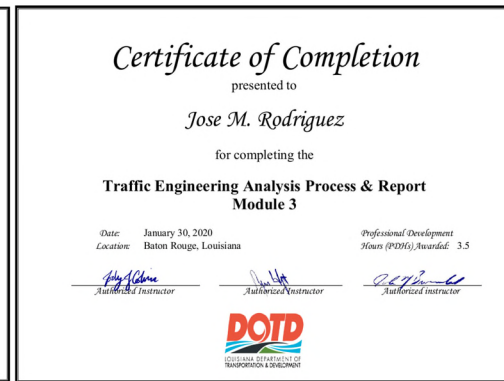 Certificate of Completion
presented to
Jose M. Rodriguez
for completing the
Traffic Engineering Analysis Process & Report
Module 3
Date: January 30, 2020
Location: Baton Rouge, Louisiana
Professional Development
Hours (PDHs) Awarded: 3.5
Authorized Instructor
Authorized Instructor
Authorized instructor
DOTD
LOUISIANA DEPARTMENT OF
TRANSPORTATION & DEVELOPMENT